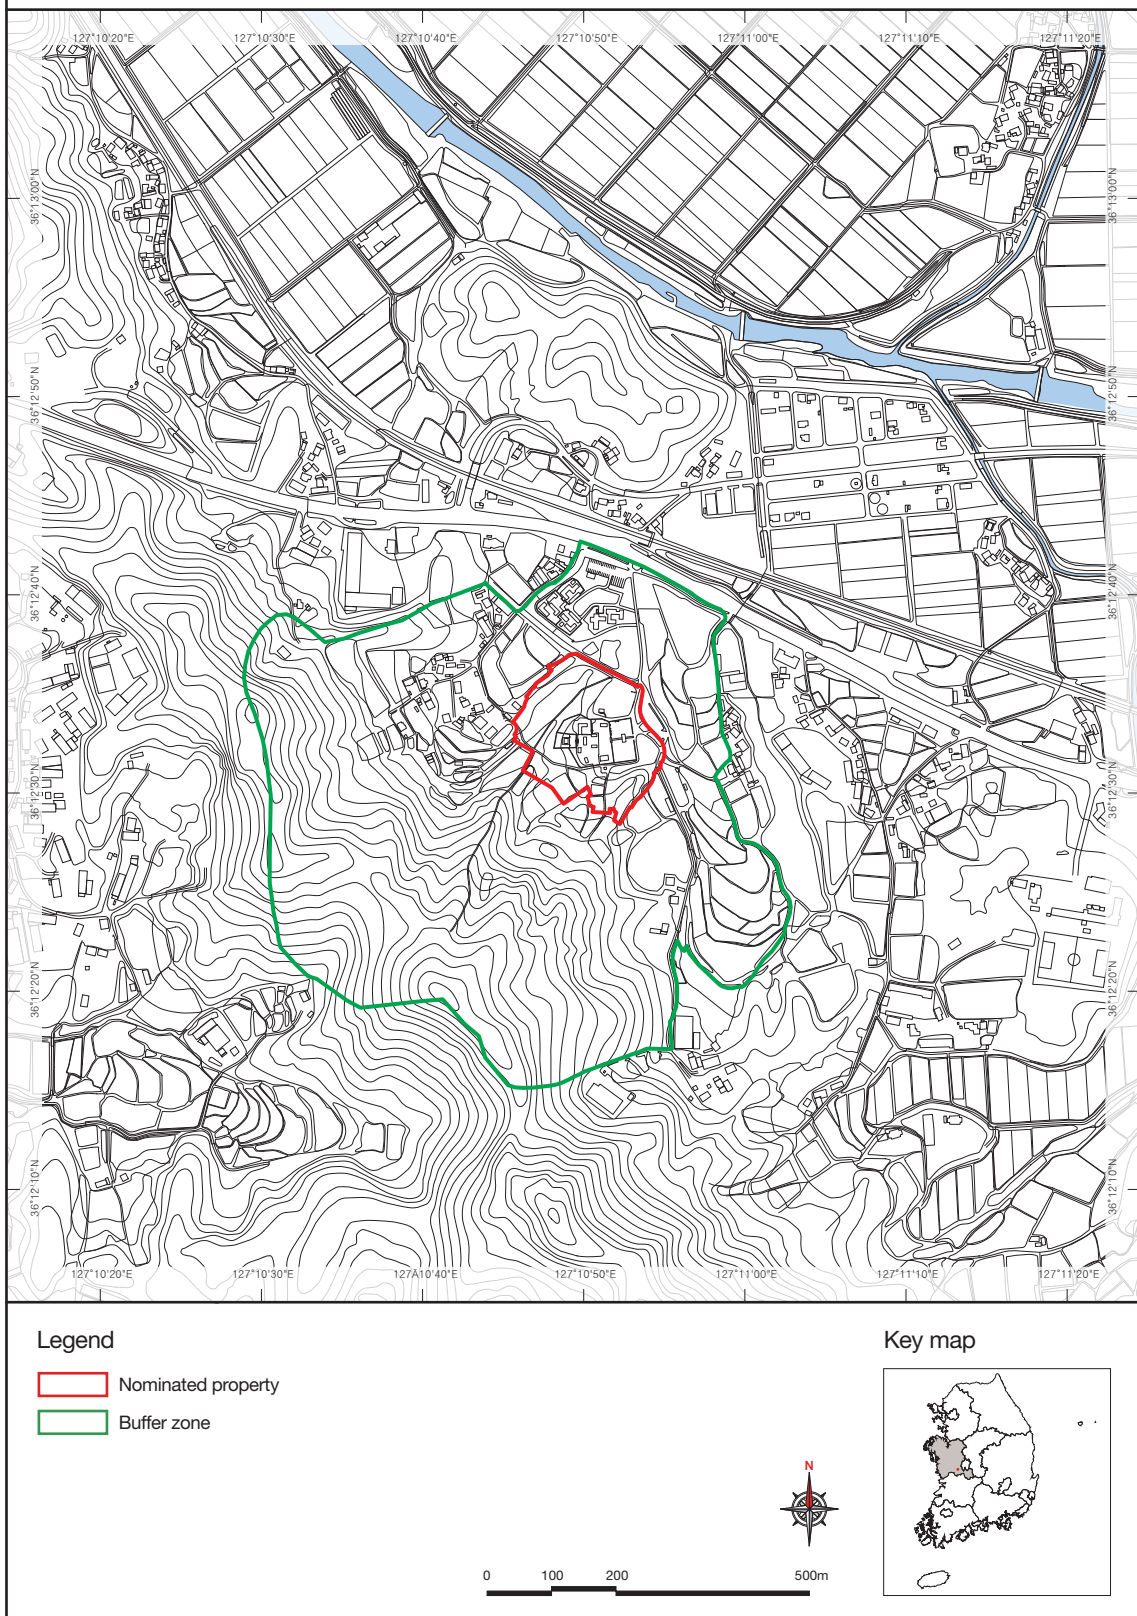 127°10'20"E 127°10'30"E 127°10'40"E 127°10'50"E 127°11'00"E 127°11'10"E 127°11'20"E
36°13'00"N 36°13'00"N
36°12'50"N 36°12'50"N
36°12'40"N 36°12'40"N
36°12'30"N 36°12'30"N
36°12'20"N 36°12'20"N
36°12'10"N 36°12'10"N
127°10'20"E 127°10'30"E 127Á10'40"E 127°10'50"E 127°11'00"E 127°11'10"E 127°11'20"E
Legend
Nominated property
Buffer zone
Key map
N
0 100 200 500m